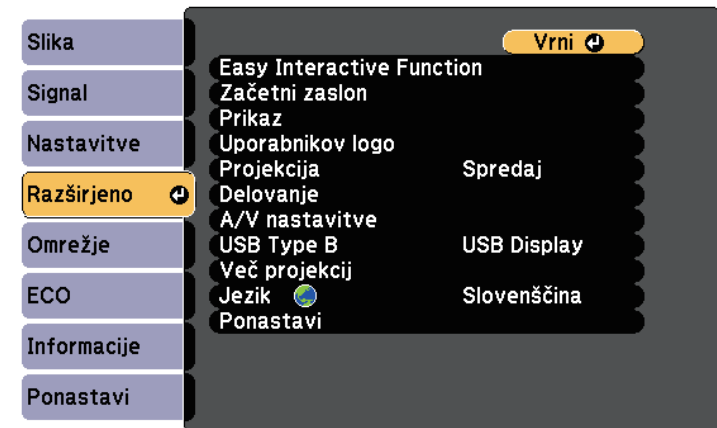 Slika
Signal
Nastavitve
Razširjeno
Omrežje
ECO
Informacije
Ponastavi
Vrni
Easy Interactive Function
Začetni zaslon
Prikaz
Uporabnikov logo
Projekcija Spredaj
Delovanje
A/V nastavitve
USB Type B USB Display
Več projekcij
Jezik Slovenščina
Ponastavi